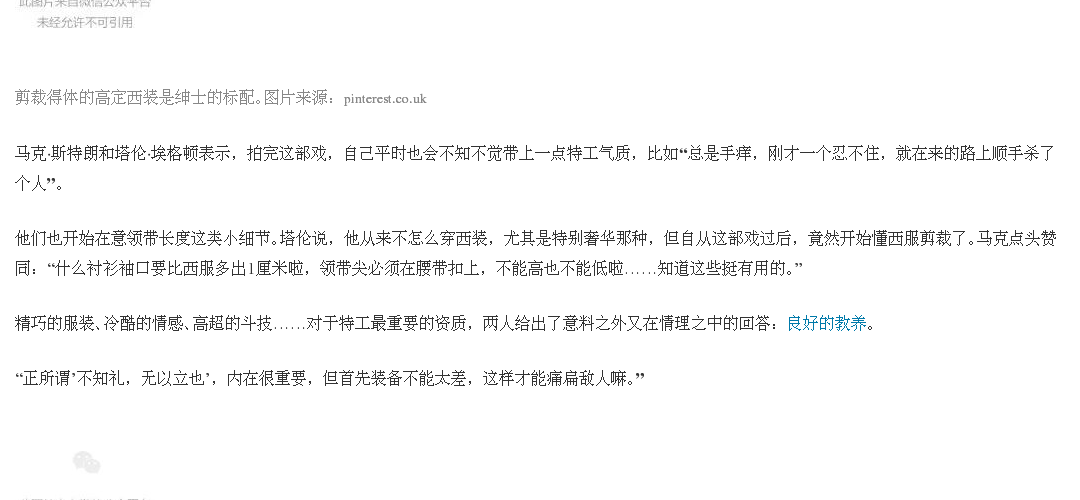 此图片来自微信公众平台
未经允许不可引用
剪裁得体的高定西装是绅士的标配。图片来源：pinterest.co.uk
马克·斯特朗和塔伦·埃格顿表示，拍完这部戏，自己平时也会不知不觉带上一点特工气质，比如“总是手痒，刚才一个忍不住，就在来的路上顺手杀了
个人”。
他们也开始在意领带长度这类小细节。塔伦说，他从来不怎么穿西装，尤其是特别奢华那种，但自从这部戏过后，竟然开始懂西服剪裁了。马克点头赞
同：“什么衬衫袖口要比西服多出1厘米啦，领带尖必须在腰带扣上，不能高也不能低啦……知道这些挺有用的。”
精巧的服装、冷酷的情感、高超的斗技……对于特工最重要的资质，两人给出了意料之外又在情理之中的回答：良好的教养。
“正所谓’不知礼，无以立也’，内在很重要，但首先装备不能太差，这样才能痛扁敌人嘛。”